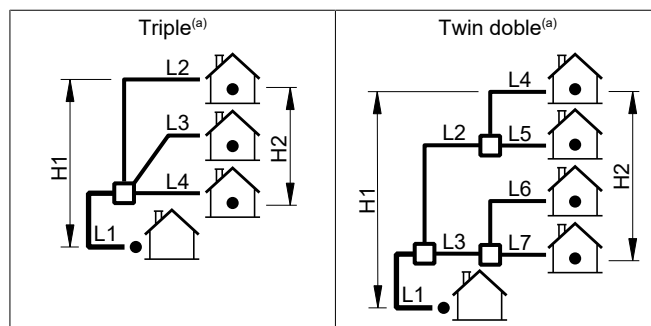 Triple(a)
L2
L3
L4
H1
H2
L1
Twin doble(a)
L4
L2
L5
L6
L3
L7
H1
H2
L1